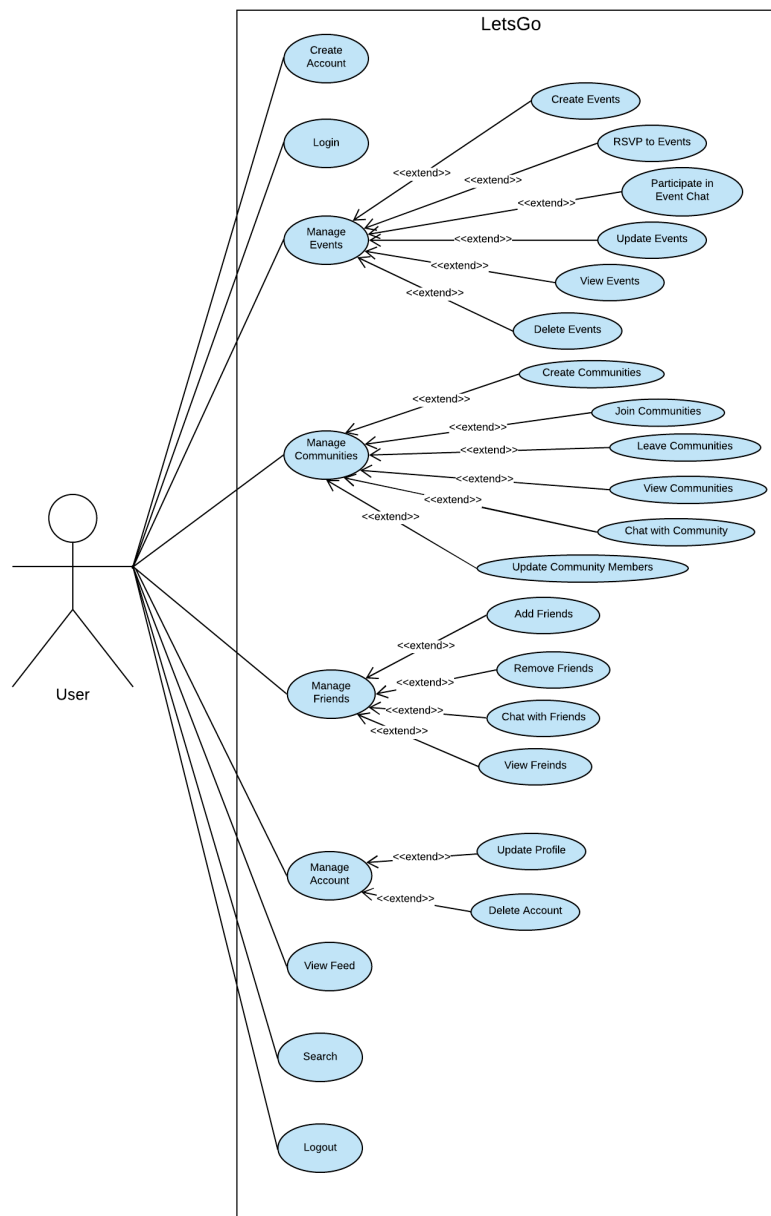 LetsGo
Create
Account
Create Events
Login
RSVP to Events
<<extend>>
<<extend>>
Participate in
Event Chat
<<extend>>
Manage
Events
<<extend>>
Update Events
<<extend>>
View Events
<<extend>>
Delete Events
Create Communities
<<extend>>
Join Communities
<<extend>>
Manage
Communities
<<extend>>
Leave Communities
<<extend>>
View Communities
<<extend>>
Chat with Community
<<extend>>
Update Community Members
Add Friends
<<extend>>
User
Manage
Friends
Remove Friends
<<extend>>
<<extend>>
Chat with Friends
<<extend>>
View Freinds
Manage
Account
<<extend>>
Update Profile
<<extend>>
Delete Account
View Feed
Search
Logout